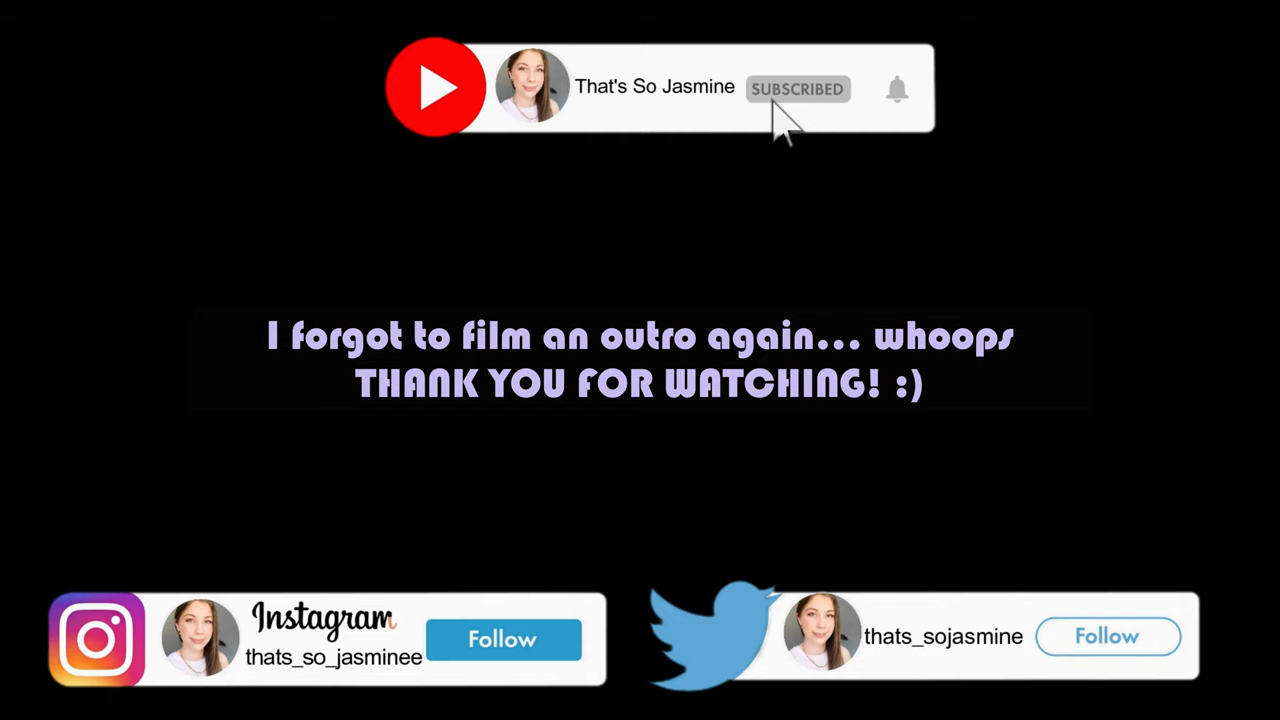 That's So Jasmine SUBSCRIBED
I forgot to film an outro again... whoops
THANK YOU FOR WATCHING! :)
Instagram
thats_so_jasminee
Follow
thats_sojasmine
Follow